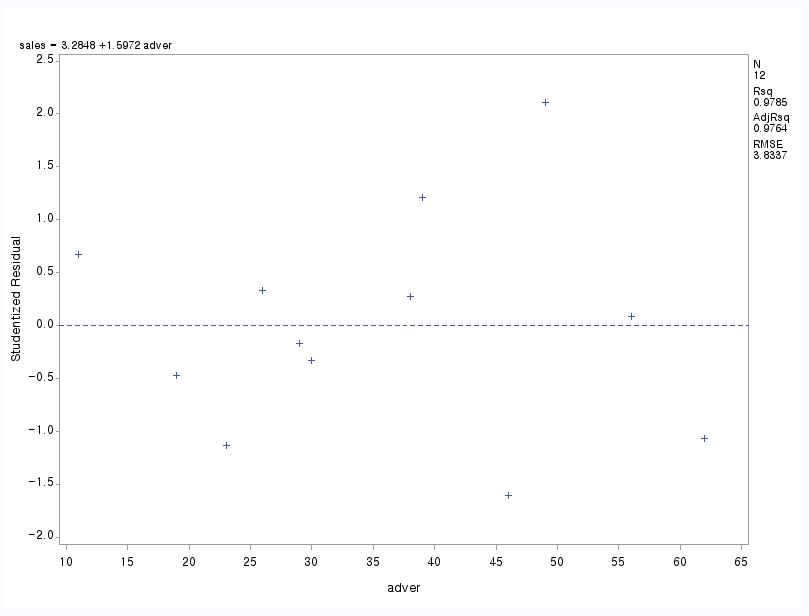 sales = 3.2848 +1.5972 adver
N
12
Rsq
0.9785
AdjRsq
0.9764
RMSE
3.8337
2.5
2.0
1.5
1.0
0.5
0.0
−0.5
−1.0
−1.5
−2.0
Studentized Residual
10 15 20 25 30 35 40 45 50 55 60 65
adver